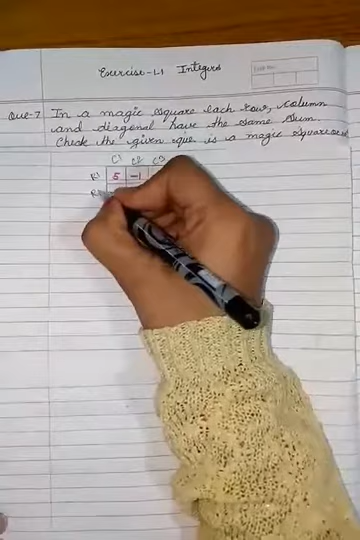 Exercise-1.1 Integers
Que-7 In a magic square each row, column
and diagonal have the same sum.
Check the given que is a magic square or
C1 C2 C3
R1 5 -1